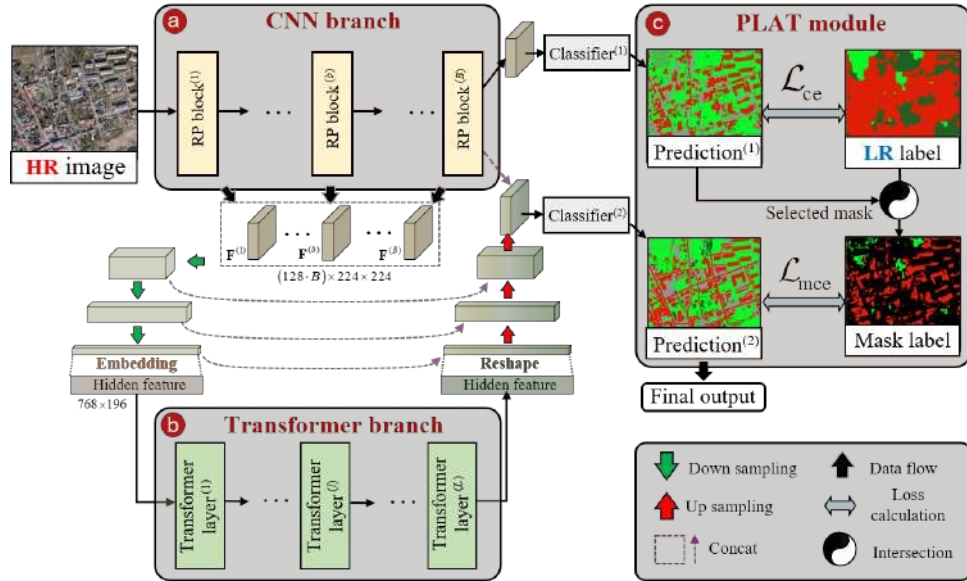 a
CNN branch
RP block(1)
...
RP block(b)
...
RP block(B)
HR image
Classifier(1)
c
PLAT module
Prediction(1)
ℒce
LR label
Selected mask
F(1)
...
F(b)
...
F(B)
(128·B)×224×224
Classifier(2)
Prediction(2)
ℒmce
Mask label
Final output
Embedding
Hidden feature
768×196
Reshape
Hidden feature
b
Transformer branch
Transformer
layer(1)
...
Transformer
layer(l)
...
Transformer
layer(L)
Down sampling
Data flow
Up sampling
Loss
calculation
Concat
Intersection